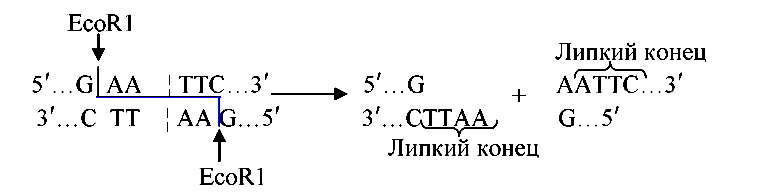 EcoR1
Липкий конец
5′...G AA ¦ TTC...3′ 5′...G + AATTC...3′
3′...C TT ¦ AA G...5′ 3′...CTTAA G...5′
Липкий конец
EcoR1